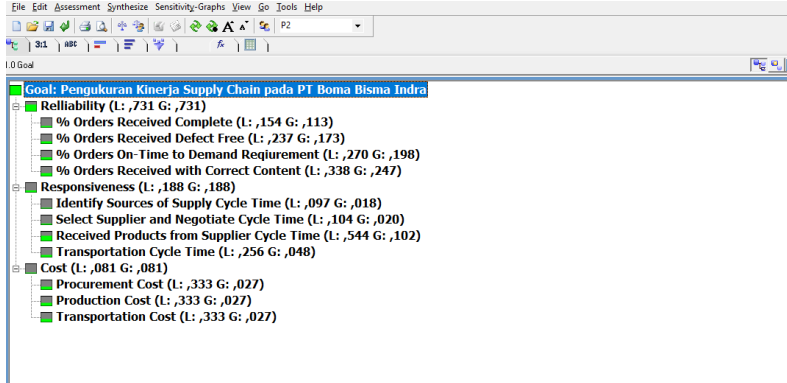 File Edit Assessment Synthesize Sensitivity-Graphs View Go Tools Help
A A P2
3:1 ABC fx
1.0 Goal
Goal: Pengukuran Kinerja Supply Chain pada PT Boma Bisma Indra
Relliability (L: ,731 G: ,731)
% Orders Received Complete (L: ,154 G: ,113)
% Orders Received Defect Free (L: ,237 G: ,173)
% Orders On-Time to Demand Reqiurement (L: ,270 G: ,198)
% Orders Received with Correct Content (L: ,338 G: ,247)
Responsiveness (L: ,188 G: ,188)
Identify Sources of Supply Cycle Time (L: ,097 G: ,018)
Select Supplier and Negotiate Cycle Time (L: ,104 G: ,020)
Received Products from Supplier Cycle Time (L: ,544 G: ,102)
Transportation Cycle Time (L: ,256 G: ,048)
Cost (L: ,081 G: ,081)
Procurement Cost (L: ,333 G: ,027)
Production Cost (L: ,333 G: ,027)
Transportation Cost (L: ,333 G: ,027)